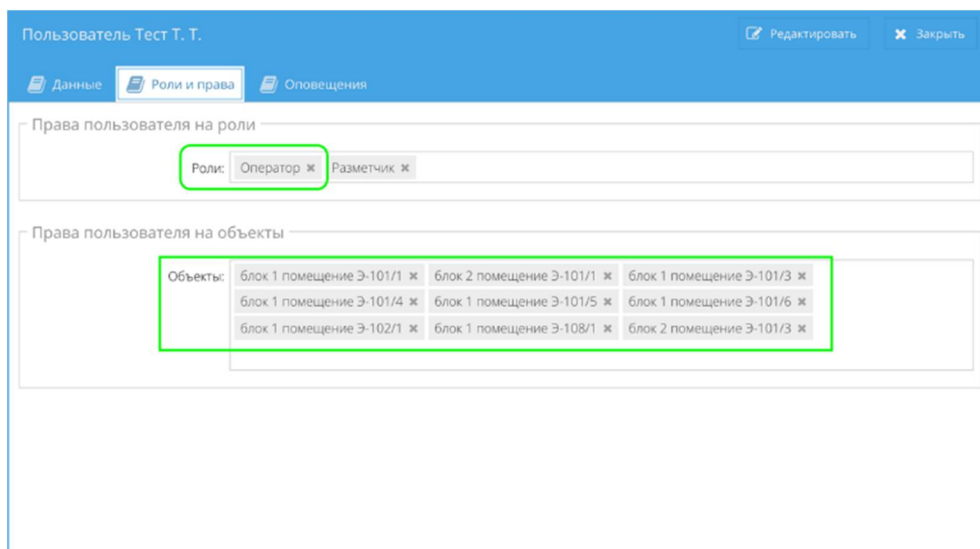 Пользователь Тест Т. Т. Редактировать Закрыть
Данные Роли и права Оповещения
Права пользователя на роли
Роли: Оператор Разметчик
Права пользователя на объекты
Объекты: блок 1 помещение Э-101/1 блок 2 помещение Э-101/1 блок 1 помещение Э-101/3
блок 1 помещение Э-101/4 блок 1 помещение Э-101/5 блок 1 помещение Э-101/6
блок 1 помещение Э-102/1 блок 1 помещение Э-108/1 блок 2 помещение Э-101/3